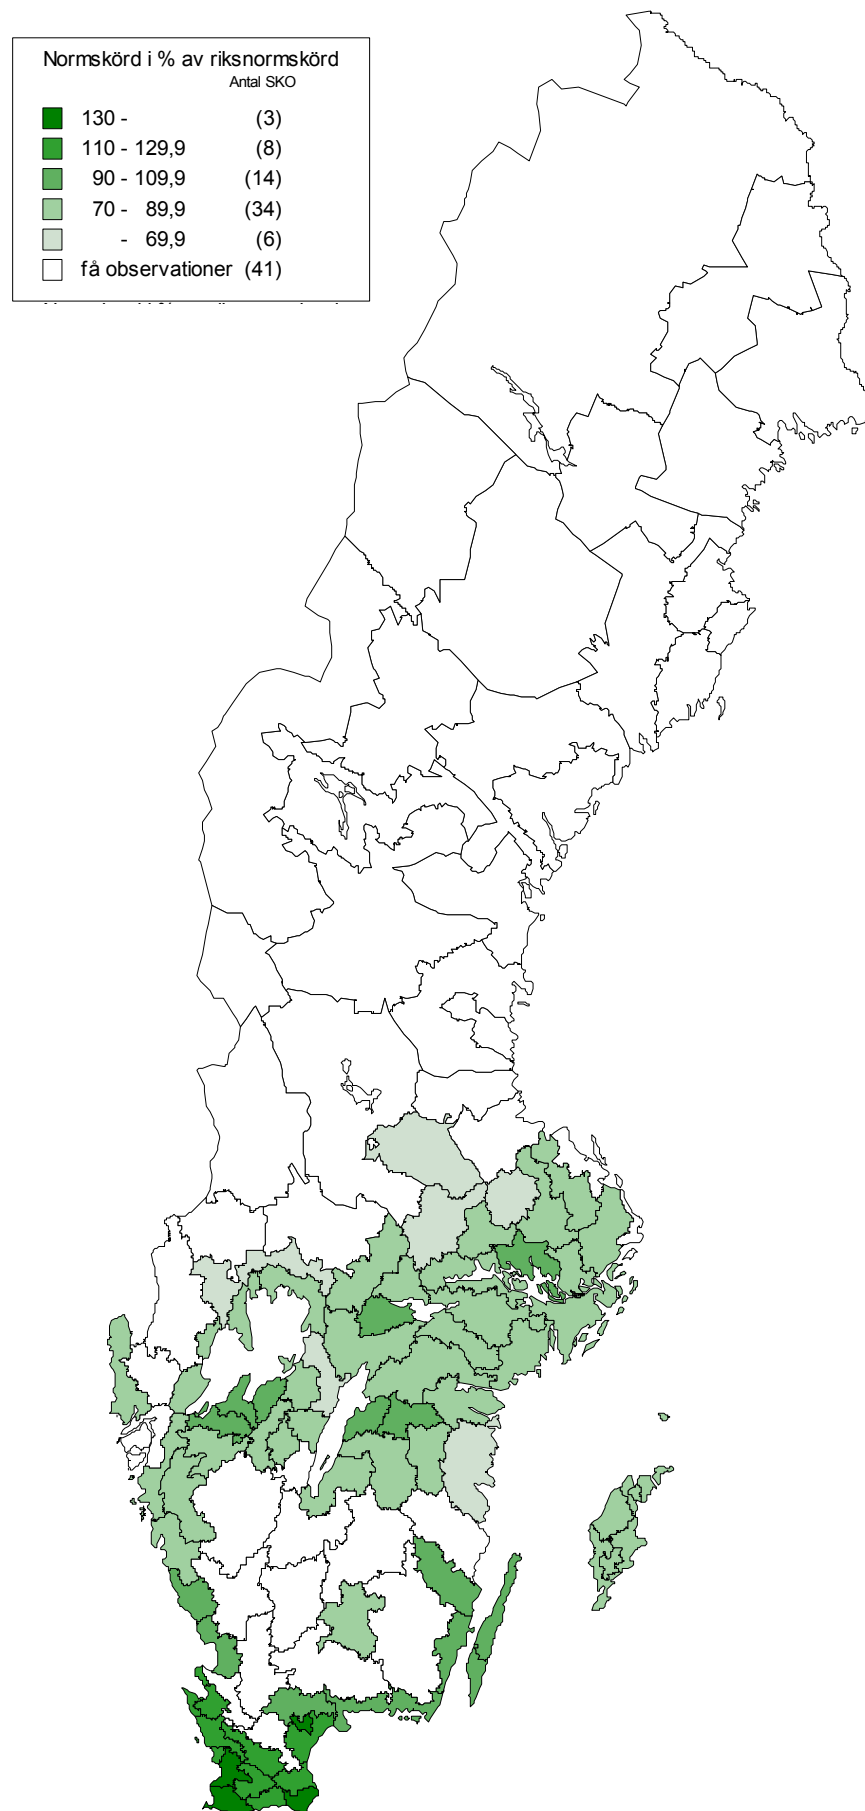 Normskörd i % av riksnormskörd
Antal SKO
130 - (3)
110 - 129,9 (8)
90 - 109,9 (14)
70 - 89,9 (34)
- 69,9 (6)
få observationer (41)